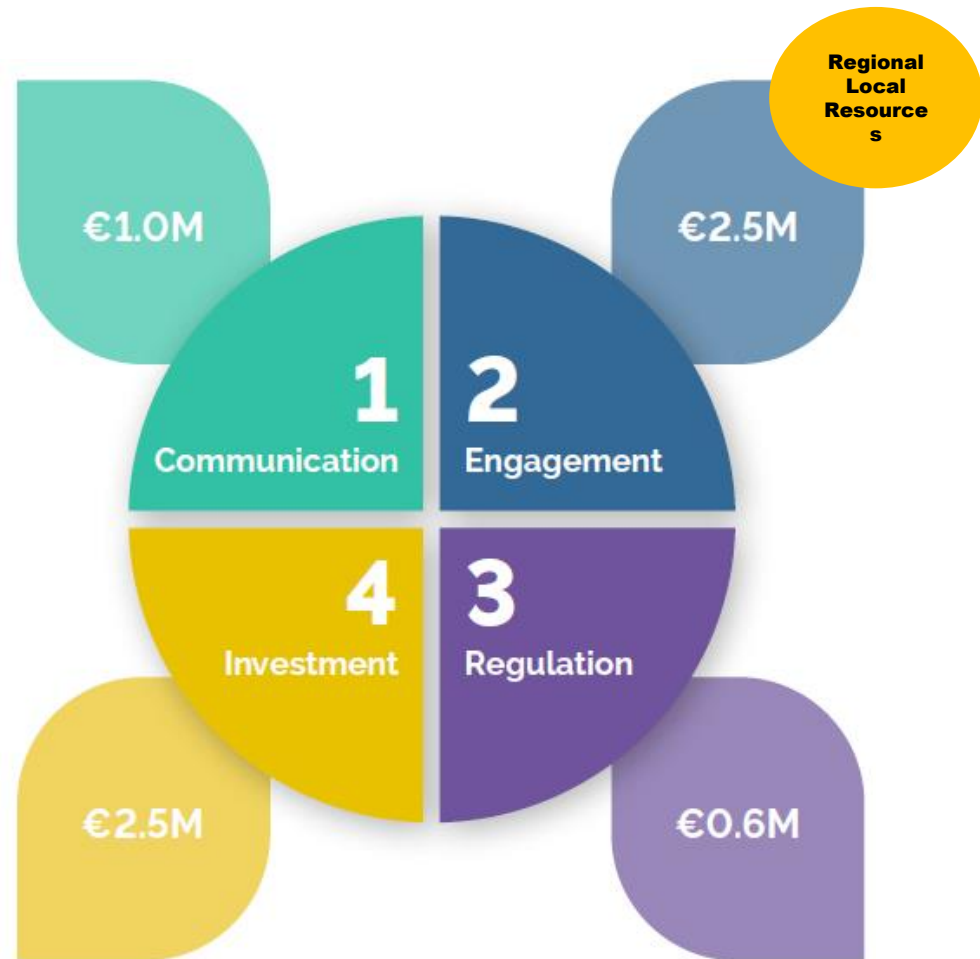 Regional
Local
Resource
s
€1.0M
€2.5M
1
Communication
2
Engagement
4
Investment
3
Regulation
€2.5M
€0.6M